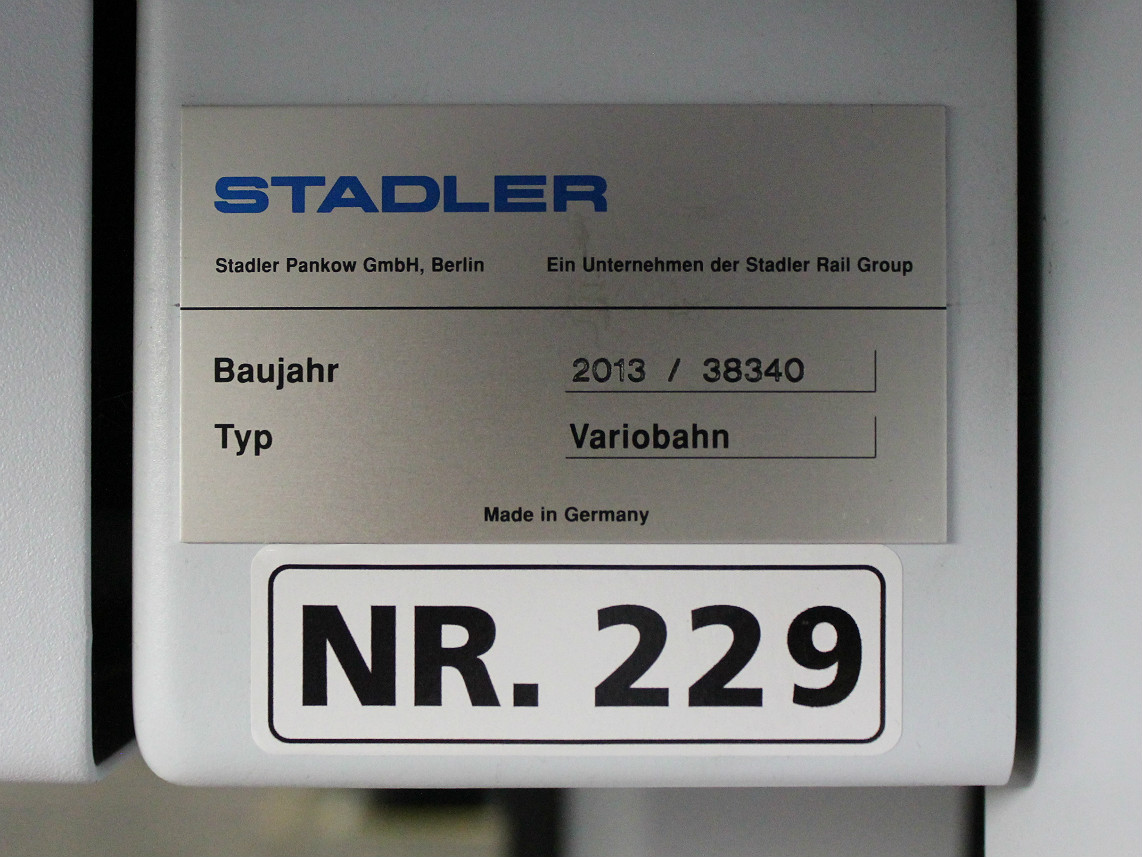 STADLER
Stadler Pankow GmbH, Berlin Ein Unternehmen der Stadler Rail Group
Baujahr 2013 / 38340
Typ Variobahn
Made in Germany
NR. 229